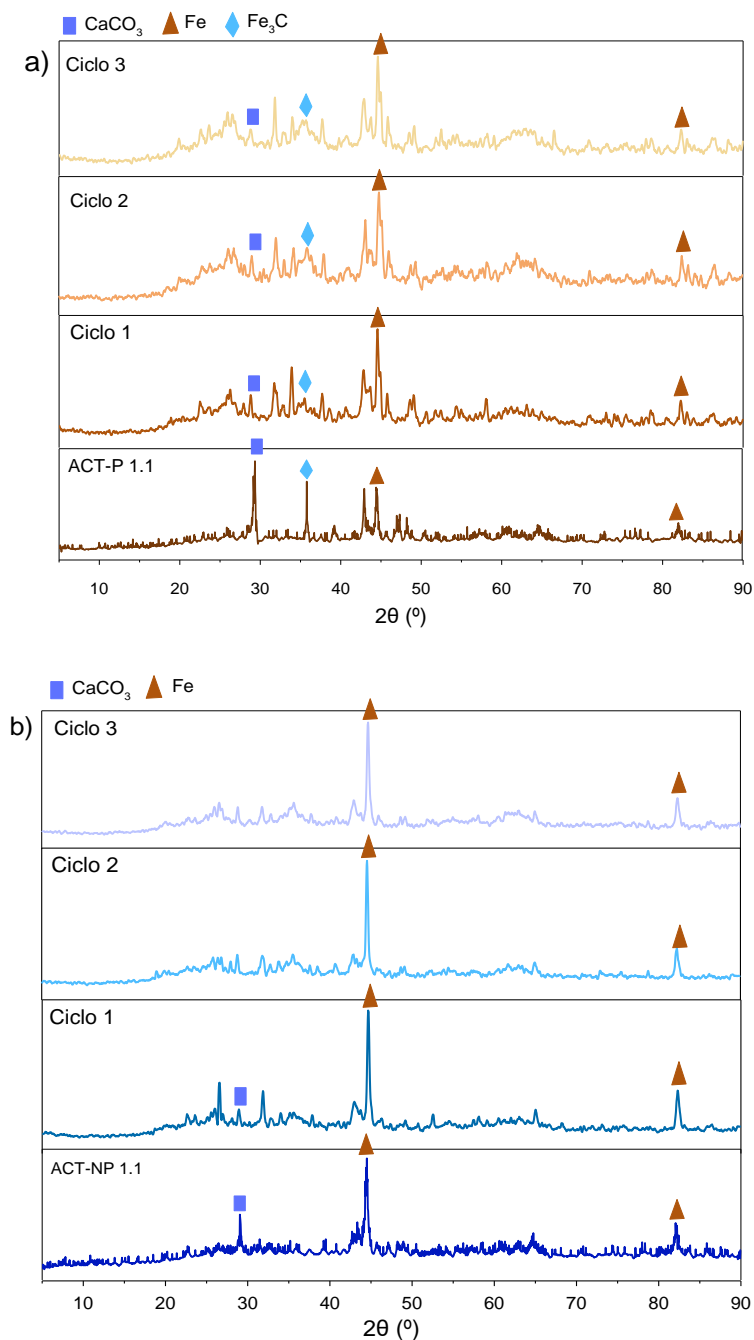 CaCO₃ Fe Fe₃C
a)
Ciclo 3
Ciclo 2
Ciclo 1
ACT-P 1.1
10 20 30 40 50 60 70 80 90
2θ (º)
CaCO₃ Fe
b)
Ciclo 3
Ciclo 2
Ciclo 1
ACT-NP 1.1
10 20 30 40 50 60 70 80 90
2θ (º)